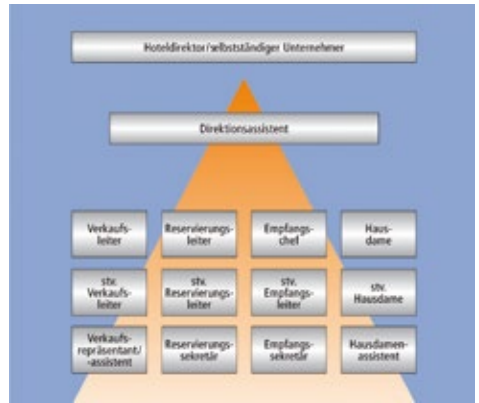 Hoteldirektor/selbstständiger Unternehmer
Direktionsassistent
Verkaufs-
leiter
Reservierungs-
leiter
Empfangs-
chef
Haus-
dame
stv.
Verkaufs-
leiter
stv.
Reservierungs-
leiter
stv.
Empfangs-
leiter
stv.
Hausdame
Verkaufs-
repräsentant/
-assistent
Reservierungs-
sekretär
Empfangs-
sekretär
Hausdamen-
assistent